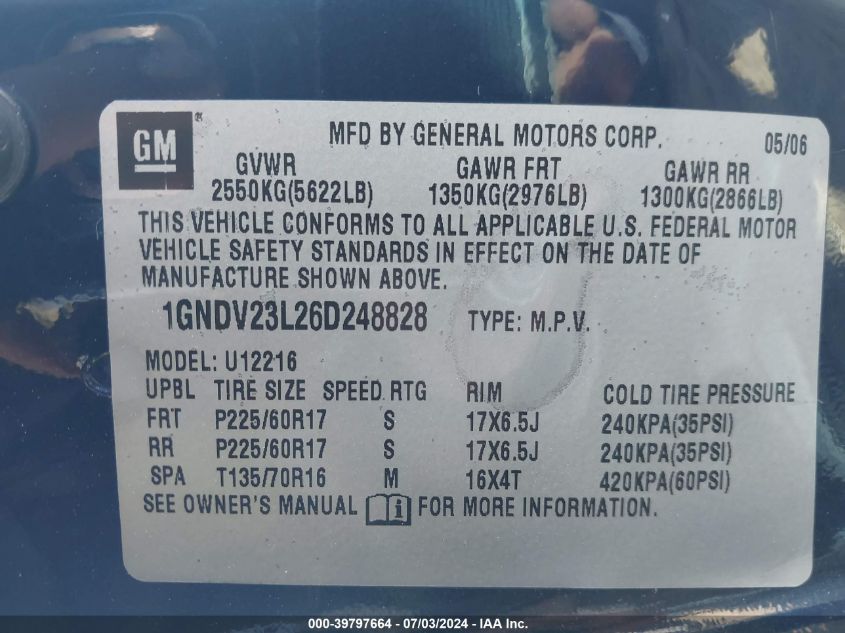 GM®
MFD BY GENERAL MOTORS CORP. 05/06
GVWR GAWR FRT GAWR RR
2550KG(5622LB) 1350KG(2976LB) 1300KG(2866LB)
THIS VEHICLE CONFORMS TO ALL APPLICABLE U.S. FEDERAL MOTOR
VEHICLE SAFETY STANDARDS IN EFFECT ON THE DATE OF
MANUFACTURE SHOWN ABOVE.
1GNDV23L26D248828 TYPE: M.P.V.
MODEL: U12216
UPBL TIRE SIZE SPEED RTG RIM COLD TIRE PRESSURE
FRT P225/60R17 S 17X6.5J 240KPA(35PSI)
RR P225/60R17 S 17X6.5J 240KPA(35PSI)
SPA T135/70R16 M 16X4T 420KPA(60PSI)
SEE OWNER'S MANUAL i FOR MORE INFORMATION.
000-39797664 - 07/03/2024 - IAA Inc.